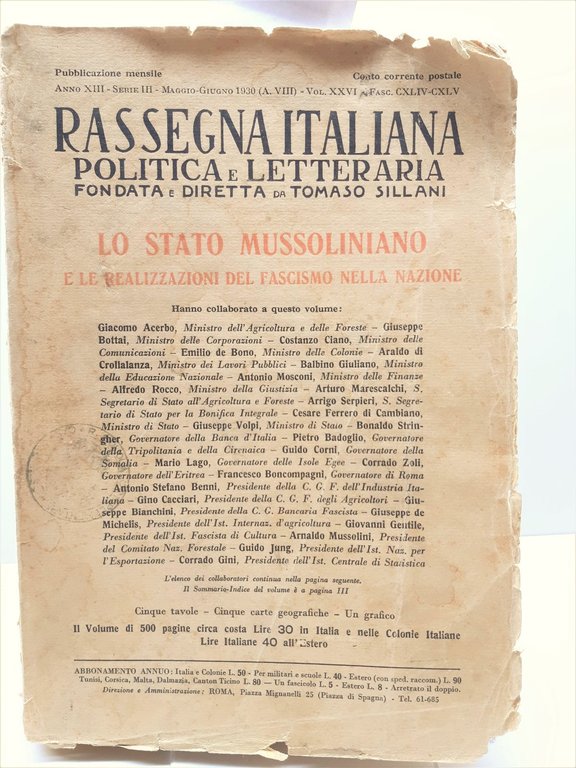 Pubblicazione mensile Conto corrente postale
ANNO XIII - SERIE III - MAGGIO-GIUGNO 1930 (A. VIII) - VOL. XXVI - FASC. CXLIV-CXLV
RASSEGNA ITALIANA
POLITICA E LETTERARIA
FONDATA E DIRETTA DA TOMASO SILLANI
LO STATO MUSSOLINIANO
E LE REALIZZAZIONI DEL FASCISMO NELLA NAZIONE
Hanno collaborato a questo volume:
Giacomo Acerbo, Ministro dell'Agricoltura e delle Foreste - Giuseppe
Bottai, Ministro delle Corporazioni - Costanzo Ciano, Ministro delle
Comunicazioni - Emilio de Bono, Ministro delle Colonie - Araldo di
Crollalanza, Ministro dei Lavori Pubblici - Balbino Giuliano, Ministro
della Educazione Nazionale - Antonio Mosconi, Ministro delle Finanze
- Alfredo Rocco, Ministro della Giustizia - Arturo Marescalchi, S,
Segretario di Stato all'Agricoltura e Foreste - Arrigo Serpieri, S. Segre-
tario di Stato per la Bonifica Integrale - Cesare Ferrero di Cambiano,
Ministro di Stato - Giuseppe Volpi, Ministro di Stato - Bonaldo Strin-
gher, Governatore della Banca d'Italia - Pietro Badoglio, Governatore
della Tripolitania e della Cirenaica - Guido Corni, Governatore della
Somalia - Mario Lago, Governatore delle Isole Egee - Corrado Zoli,
Governatore dell'Eritrea - Francesco Boncompagni, Governatore di Roma
- Antonio Stefano Benni, Presidente della C. G. F. dell'Industria Ita-
liana - Gino Cacciari, Presidente della C. G. F. degli Agricoltori - Giu-
seppe Bianchini, Presidente della C. G. Bancaria Fascista - Giuseppe de
Michelis, Presidente dell'Ist. Internaz. d'agricoltura - Giovanni Gentile,
Presidente dell'Ist. Fascista di Cultura - Arnaldo Mussolini, Presidente
del Comitato Naz. Forestale - Guido Jung, Presidente dell'Ist. Naz. per
l'Esportazione - Corrado Gini, Presidente dell'Ist. Centrale di Statistica
L'elenco dei collaboratori continua nella pagina seguente.
Il Sommario-Indice del volume è a pagina III
Cinque tavole - Cinque carte geografiche - Un grafico
Il Volume di 500 pagine circa costa Lire 30 in Italia e nelle Colonie Italiane
Lire Italiane 40 all'Estero
ABBONAMENTO ANNUO: Italia e Colonie L. 50 - Per militari e scuole L. 40 - Estero (con sped. raccom.) L. 90
Tunisi, Corsica, Malta, Dalmazia, Canton Ticino L. 80 - Un fascicolo L. 5 - Estero L. 8 - Arretrato il doppio.
Direzione e Amministrazione: ROMA, Piazza Mignanelli 25 (Piazza di Spagna) - Tel. 61-685